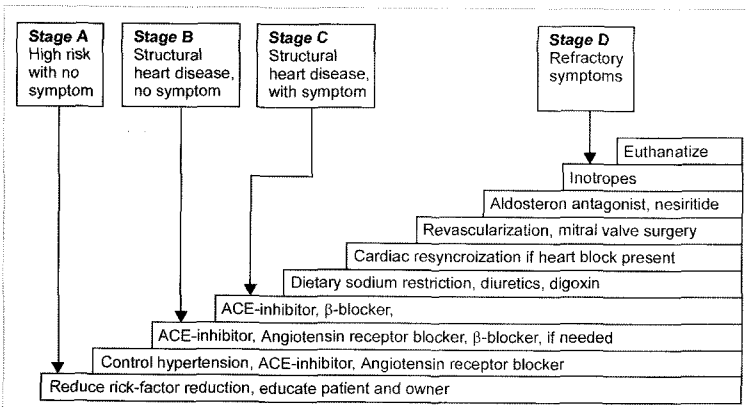 Stage A
High risk
with no
symptom
Stage B
Structural
heart disease,
no symptom
Stage C
Structural
heart disease,
with symptom
Stage D
Refractory
symptoms
Euthanatize
Inotropes
Aldosteron antagonist, nesiritide
Revascularization, mitral valve surgery
Cardiac resyncroization if heart block present
Dietary sodium restriction, diuretics, digoxin
ACE-inhibitor, β-blocker,
ACE-inhibitor, Angiotensin receptor blocker, β-blocker, if needed
Control hypertension, ACE-inhibitor, Angiotensin receptor blocker
Reduce rick-factor reduction, educate patient and owner